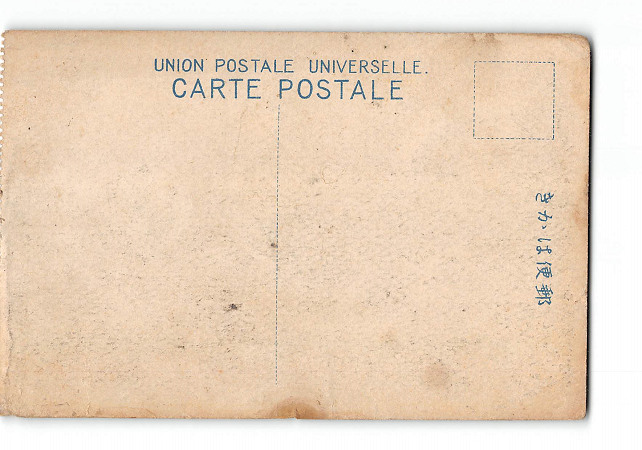 UNION POSTALE UNIVERSELLE.
CARTE POSTALE
郵便はかき